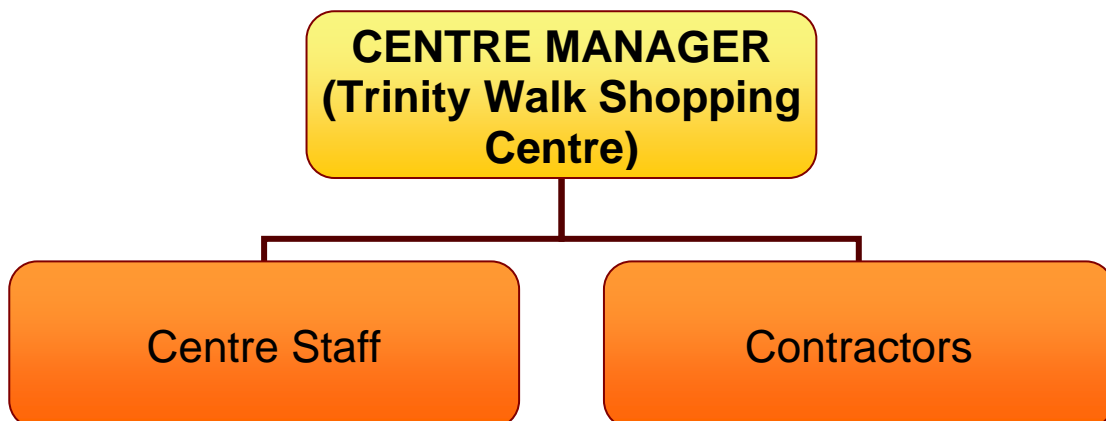 CENTRE MANAGER
(Trinity Walk Shopping
Centre)
Centre Staff
Contractors